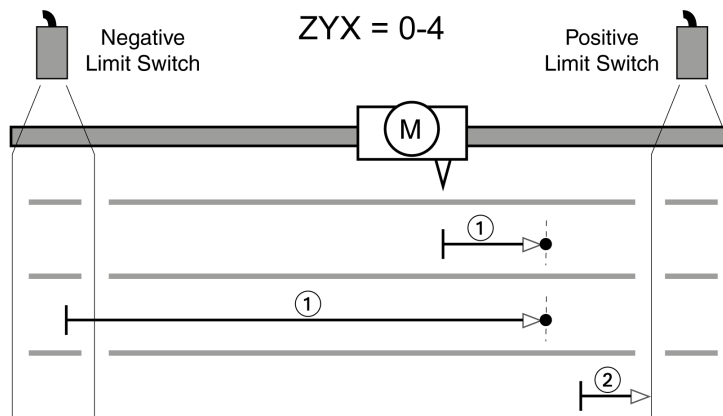 ZYX = 0-4
Negative
Limit Switch
Positive
Limit Switch
M
1
1
2